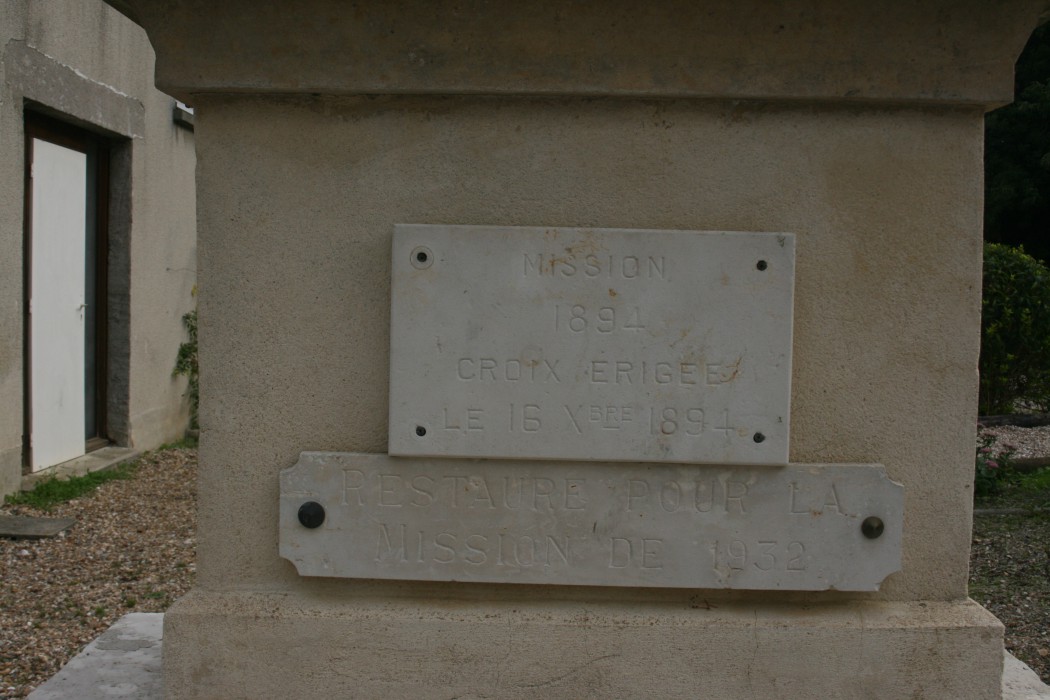 MISSION
1894
CROIX ERIGEE
LE 16 XBRE 1894
RESTAURE POUR LA
MISSION DE 1932